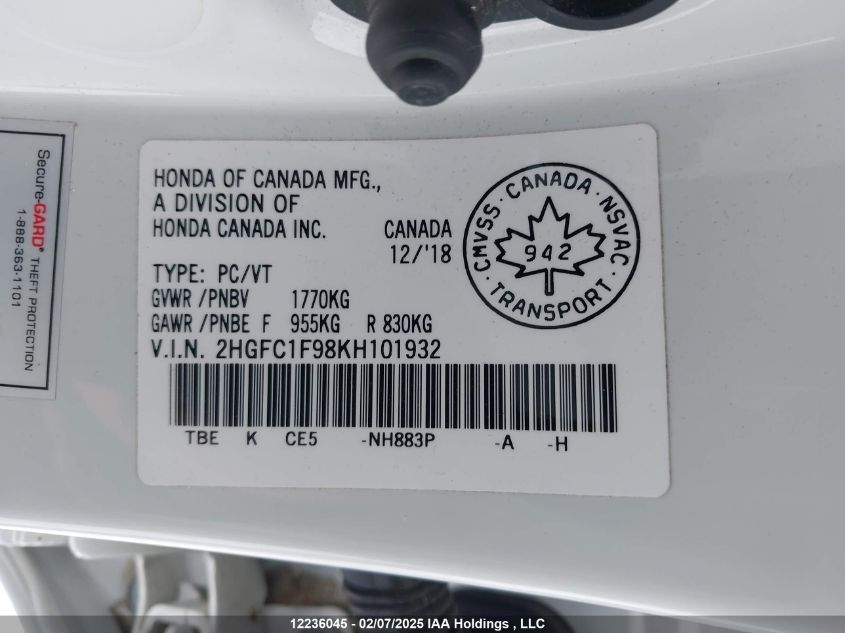 HONDA OF CANADA MFG.,
A DIVISION OF
HONDA CANADA INC.
CANADA
12/'18
TYPE: PC/VT
GVWR /PNBV 1770KG
GAWR /PNBE F 955KG R 830KG
V.I.N. 2HGFC1F98KH101932
TBE K CE5 -NH883P -A -H
CMVSS · CANADA · NSVAC
942
· TRANSPORT ·
Secure-GARD® THEFT PROTECTION
1-888-363-1101
12236045 - 02/07/2025 IAA Holdings , LLC